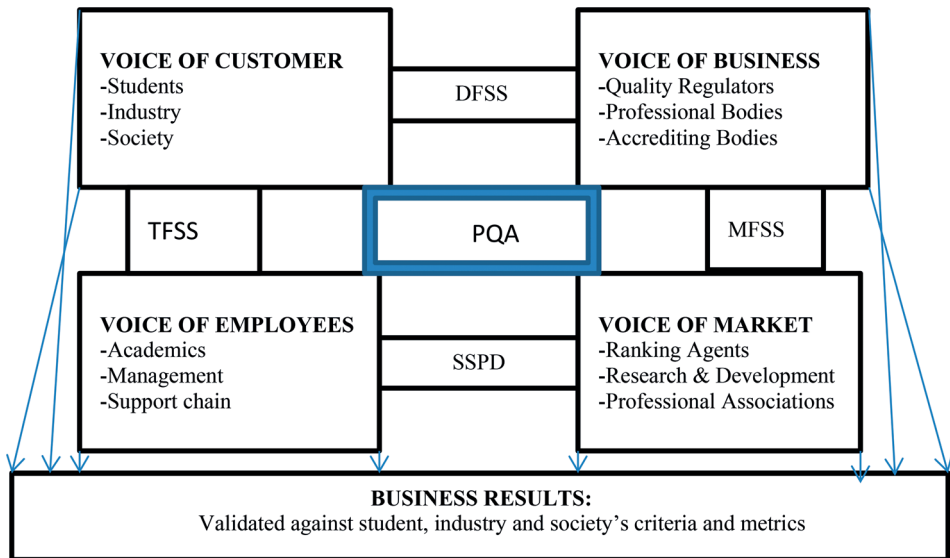 VOICE OF CUSTOMER
-Students
-Industry
-Society
DFSS
VOICE OF BUSINESS
-Quality Regulators
-Professional Bodies
-Accrediting Bodies
TFSS
PQA
MFSS
VOICE OF EMPLOYEES
-Academics
-Management
-Support chain
SSPD
VOICE OF MARKET
-Ranking Agents
-Research & Development
-Professional Associations
BUSINESS RESULTS:
Validated against student, industry and society’s criteria and metrics